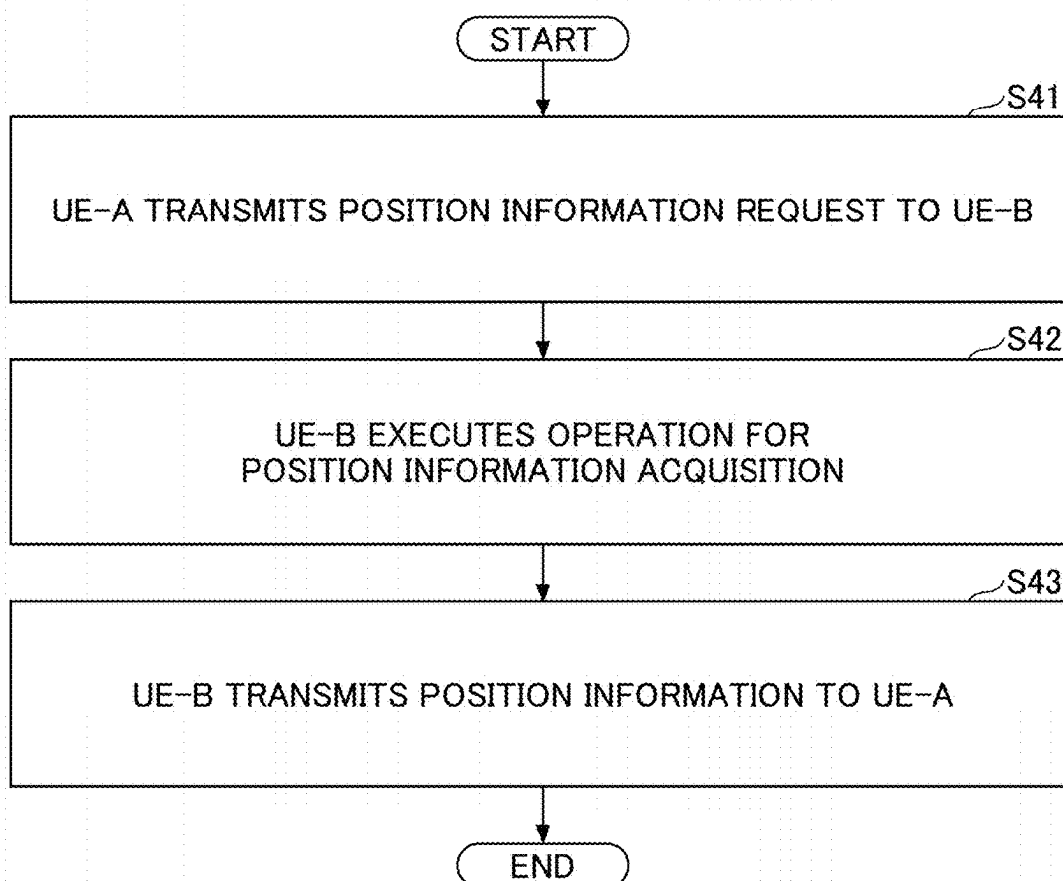 START
S41
UE-A TRANSMITS POSITION INFORMATION REQUEST TO UE-B
S42
UE-B EXECUTES OPERATION FOR
POSITION INFORMATION ACQUISITION
S43
UE-B TRANSMITS POSITION INFORMATION TO UE-A
END